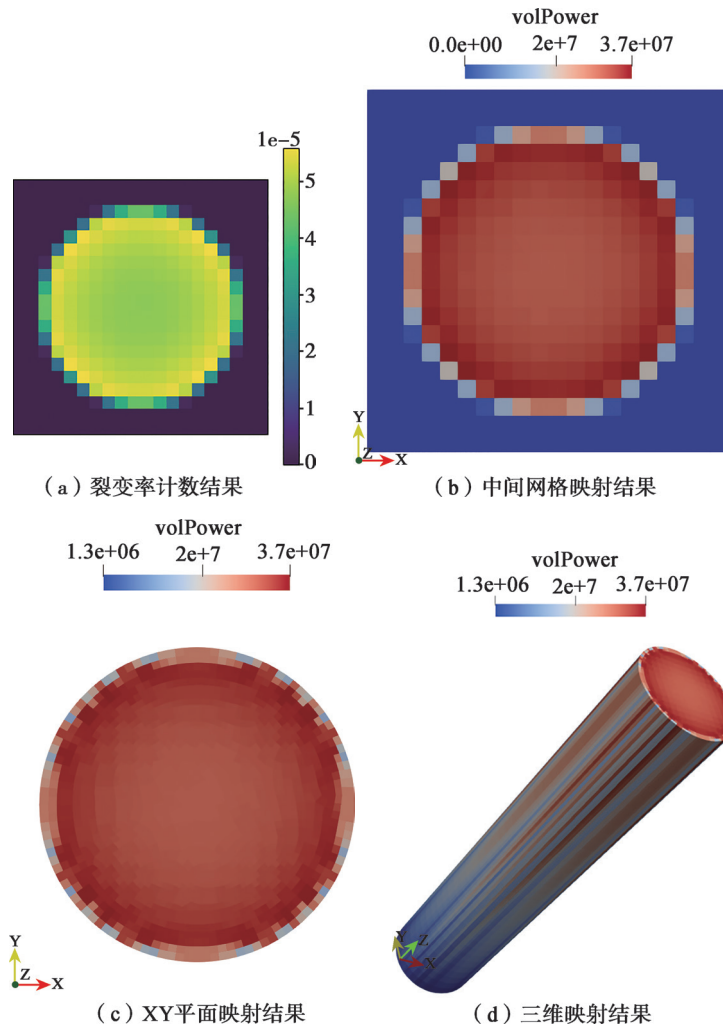 1e−5
5
4
3
2
1
0
(a)裂变率计数结果
volPower
0.0e+00 2e+7 3.7e+07
Y
Z
X
(b)中间网格映射结果
volPower
1.3e+06 2e+7 3.7e+07
Y
Z
X
(c)XY平面映射结果
volPower
1.3e+06 2e+7 3.7e+07
Y
Z
X
(d)三维映射结果